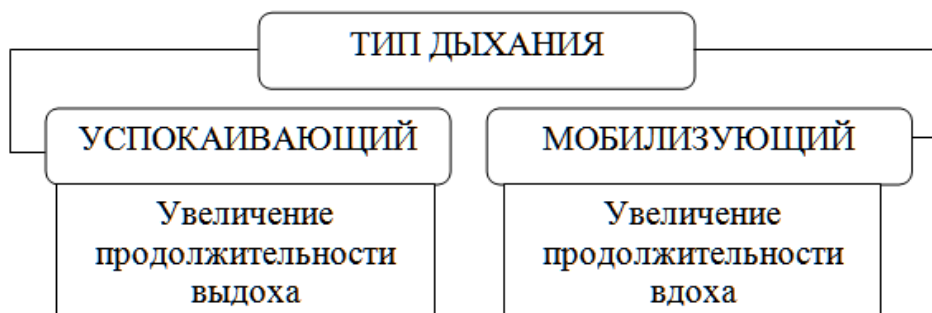 ТИП ДЫХАНИЯ
УСПОКАИВАЮЩИЙ
Увеличение
продолжительности
выдоха
МОБИЛИЗУЮЩИЙ
Увеличение
продолжительности
вдоха